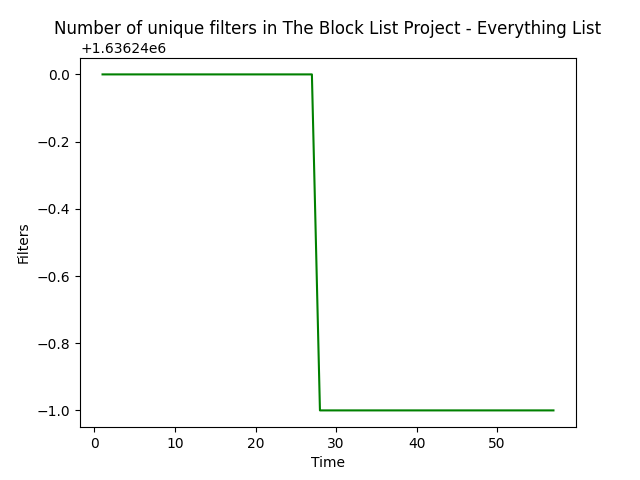 Number of unique filters in The Block List Project - Everything List
+1.63624e6
0.0
−0.2
−0.4
−0.6
−0.8
−1.0
Filters
0 10 20 30 40 50
Time